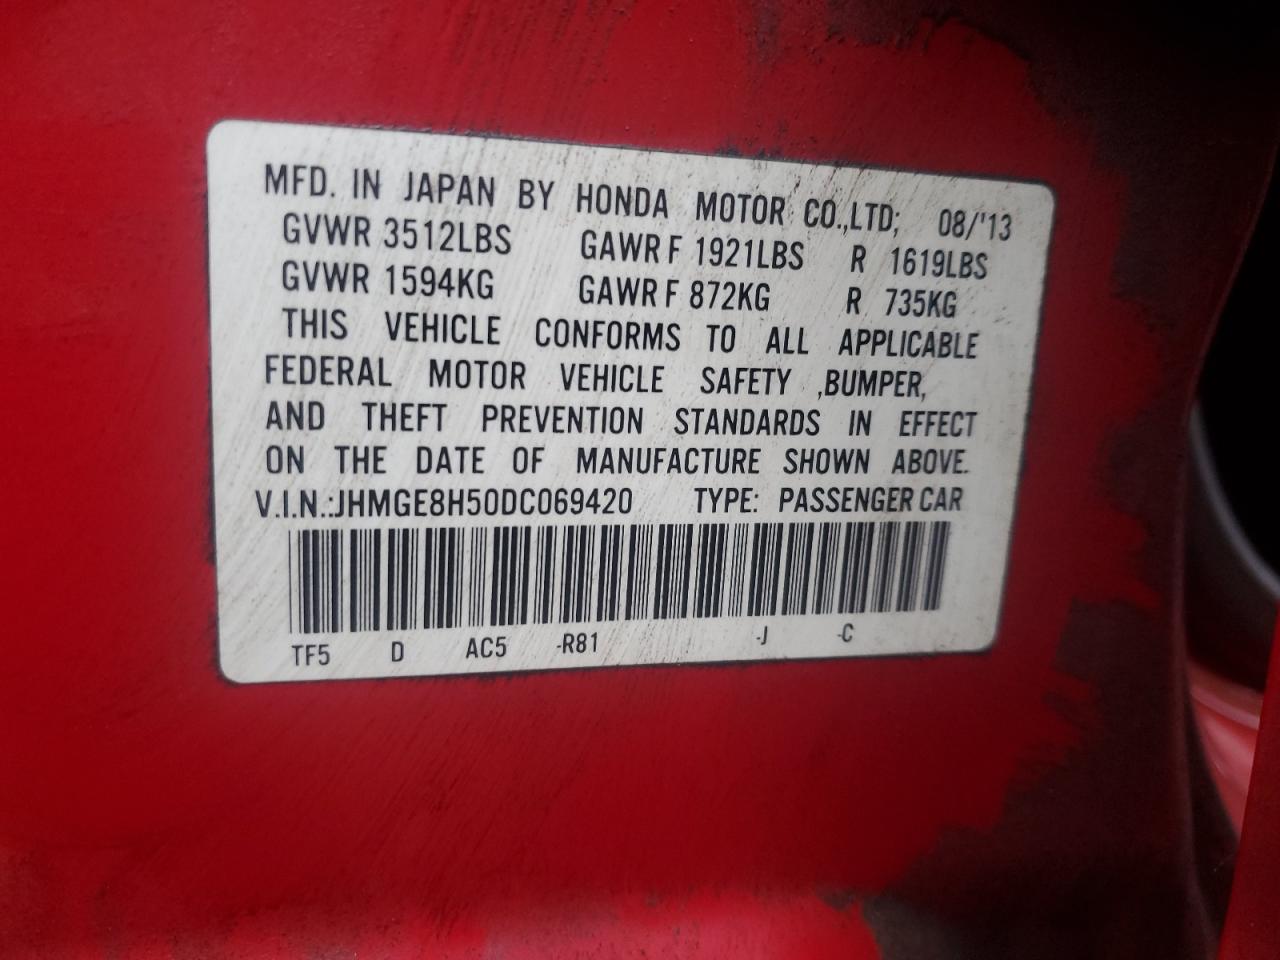 MFD. IN JAPAN BY HONDA MOTOR CO.,LTD; 08/'13
GVWR 3512LBS GAWR F 1921LBS R 1619LBS
GVWR 1594KG GAWR F 872KG R 735KG
THIS VEHICLE CONFORMS TO ALL APPLICABLE
FEDERAL MOTOR VEHICLE SAFETY ,BUMPER,
AND THEFT PREVENTION STANDARDS IN EFFECT
ON THE DATE OF MANUFACTURE SHOWN ABOVE.
V.I.N.:JHMGE8H50DC069420 TYPE: PASSENGER CAR
TF5 D AC5 -R81 -J -C